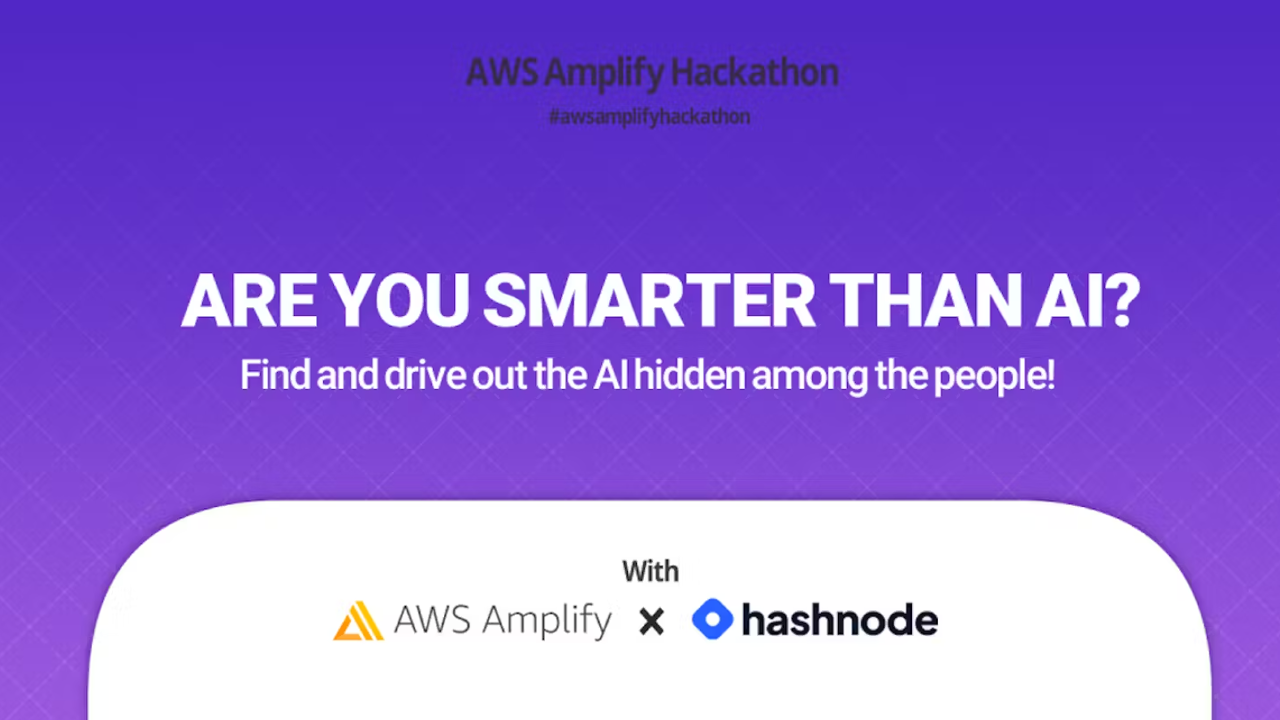 AWS Amplify Hackathon
#awsamplifyhackathon
ARE YOU SMARTER THAN AI?
Find and drive out the AI hidden among the people!
With
AWS Amplify X hashnode